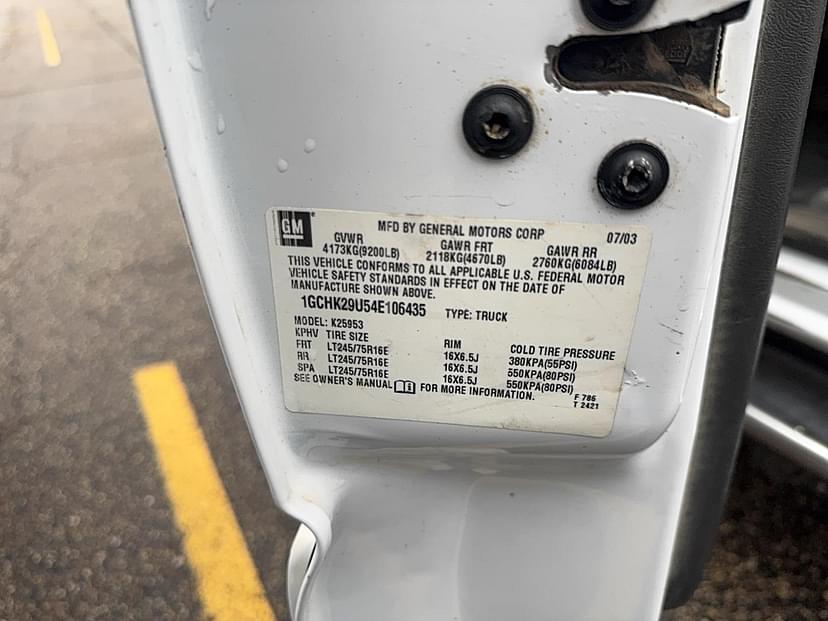 GM MFD BY GENERAL MOTORS CORP 07/03
GVWR GAWR FRT GAWR RR
4173KG(9200LB) 2118KG(4670LB) 2760KG(6084LB)
THIS VEHICLE CONFORMS TO ALL APPLICABLE U.S. FEDERAL MOTOR
VEHICLE SAFETY STANDARDS IN EFFECT ON THE DATE OF
MANUFACTURE SHOWN ABOVE.
1GCHK29U54E106435 TYPE: TRUCK
MODEL: K25953
KPHV TIRE SIZE RIM COLD TIRE PRESSURE
FRT LT245/75R16E 16X6.5J 380KPA(55PSI)
RR LT245/75R16E 16X6.5J 550KPA(80PSI)
SPA LT245/75R16E 16X6.5J 550KPA(80PSI)
SEE OWNER'S MANUAL FOR MORE INFORMATION.
F 786
T 2421